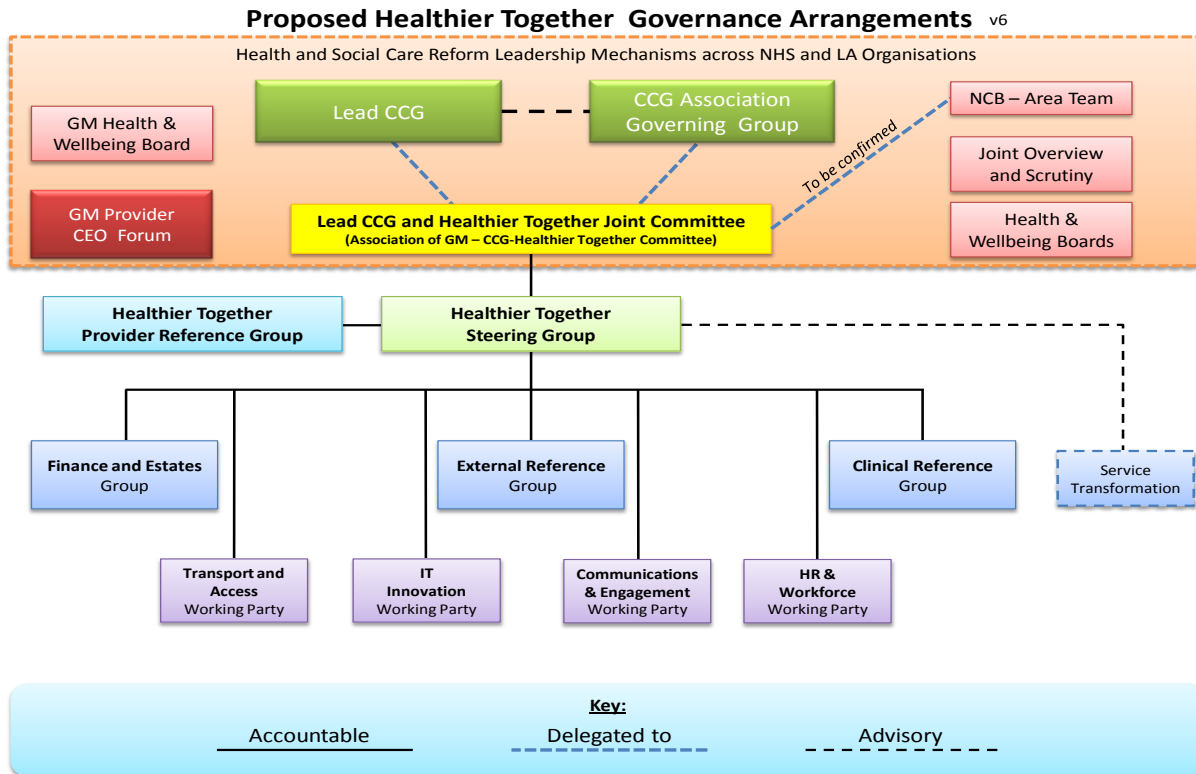 Proposed Healthier Together Governance Arrangements v6
Health and Social Care Reform Leadership Mechanisms across NHS and LA Organisations
GM Health &
Wellbeing Board
GM Provider
CEO Forum
Lead CCG
CCG Association
Governing Group
NCB – Area Team
Joint Overview
and Scrutiny
Health &
Wellbeing Boards
To be confirmed
Lead CCG and Healthier Together Joint Committee
(Association of GM – CCG-Healthier Together Committee)
Healthier Together
Provider Reference Group
Healthier Together
Steering Group
Finance and Estates
Group
External Reference
Group
Clinical Reference
Group
Service
Transformation
Transport and
Access
Working Party
IT
Innovation
Working Party
Communications
& Engagement
Working Party
HR &
Workforce
Working Party
Key:
Accountable
Delegated to
Advisory